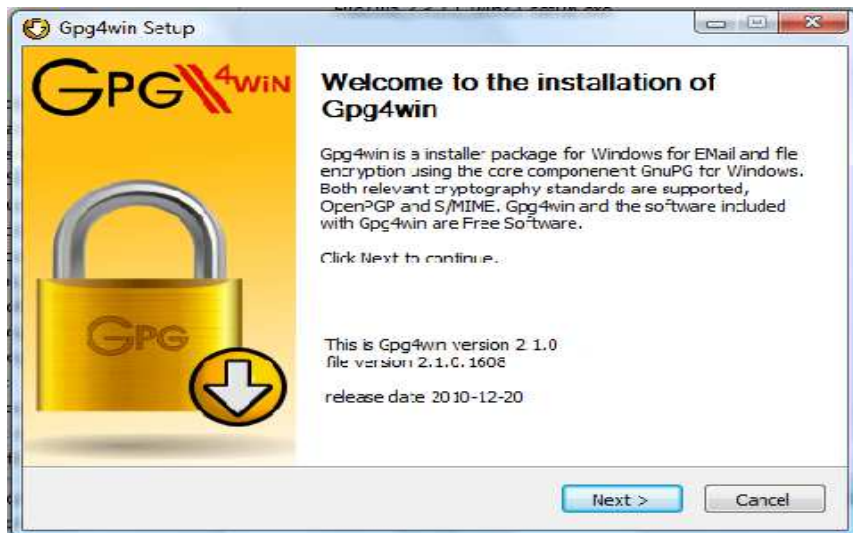 Gpg4win Setup
GPG4WIN
Welcome to the installation of
Gpg4win
Gpg4win is a installer package for Windows for EMail and file
encryption using the core componenent GnuPG for Windows.
Both relevant cryptography standards are supported,
OpenPGP and S/MIME. Gpg4win and the software included
with Gpg4win are Free Software.
Click Next to continue.
GPG
This is Gpg4win version 2.1.0
file version 2.1.0.1608
release date 2010-12-20
Next >
Cancel